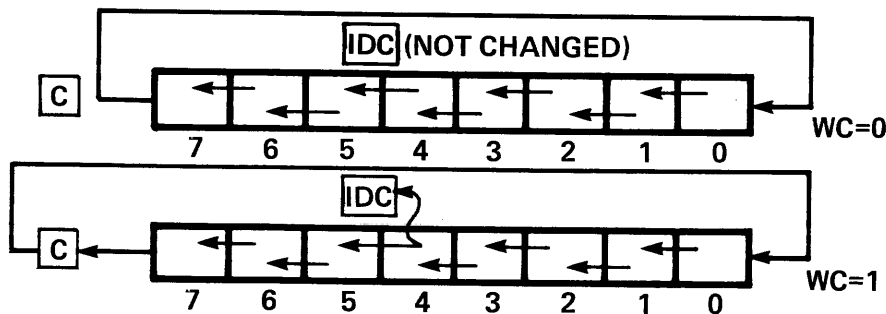 IDC (NOT CHANGED)
C
WC=0
7 6 5 4 3 2 1 0
IDC
C
WC=1
7 6 5 4 3 2 1 0